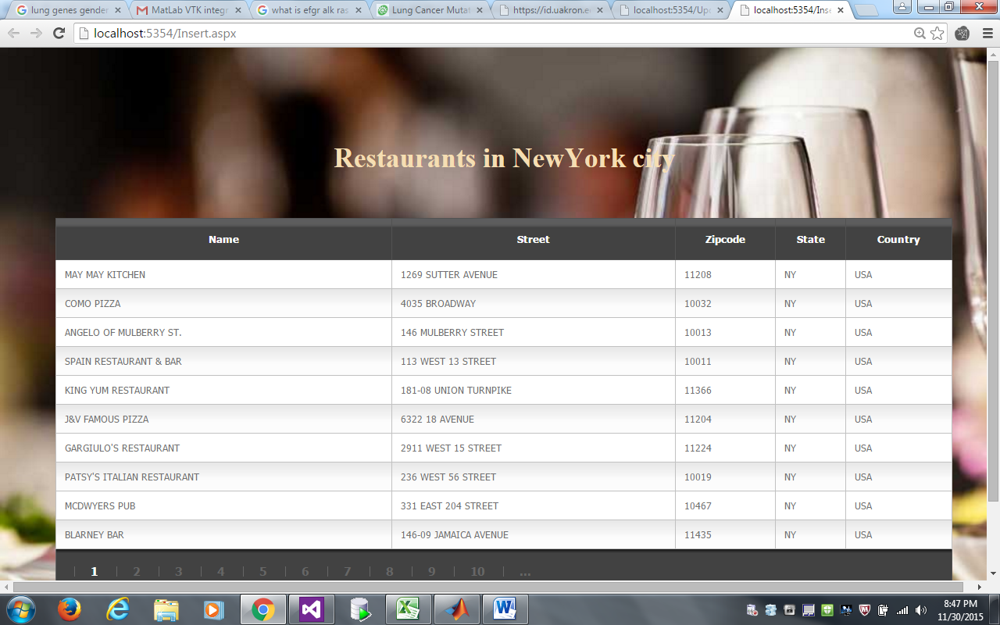 lung genes gender
MatLab VTK integr
what is efgr alk ras
Lung Cancer Mutat
https://id.uakron.e
localhost:5354/Upd
localhost:5354/Inse
localhost:5354/Insert.aspx
Restaurants in NewYork city
Name Street Zipcode State Country
MAY MAY KITCHEN 1269 SUTTER AVENUE 11208 NY USA
COMO PIZZA 4035 BROADWAY 10032 NY USA
ANGELO OF MULBERRY ST. 146 MULBERRY STREET 10013 NY USA
SPAIN RESTAURANT & BAR 113 WEST 13 STREET 10011 NY USA
KING YUM RESTAURANT 181-08 UNION TURNPIKE 11366 NY USA
J&V FAMOUS PIZZA 6322 18 AVENUE 11204 NY USA
GARGIULO'S RESTAURANT 2911 WEST 15 STREET 11224 NY USA
PATSY'S ITALIAN RESTAURANT 236 WEST 56 STREET 10019 NY USA
MCDWYERS PUB 331 EAST 204 STREET 10467 NY USA
BLARNEY BAR 146-09 JAMAICA AVENUE 11435 NY USA
1 2 3 4 5 6 7 8 9 10 ...
8:47 PM
11/30/2015